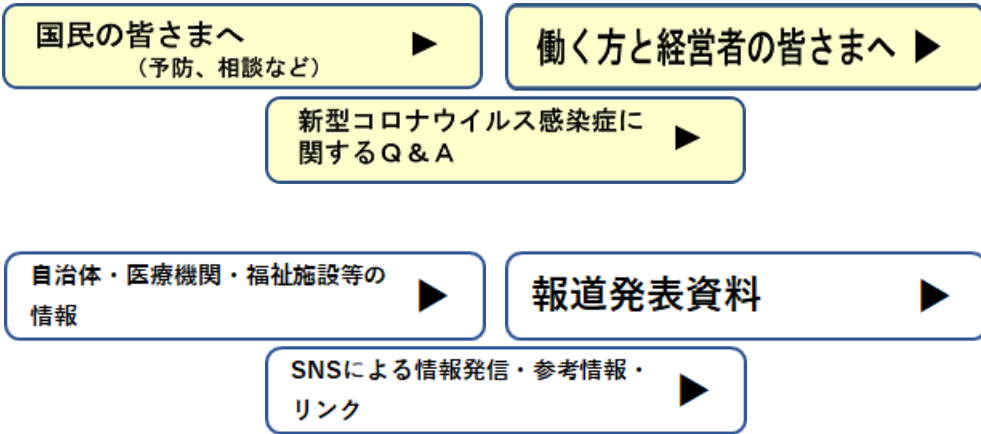 国民の皆さまへ
（予防、相談など）
▶
働く方と経営者の皆さまへ ▶
新型コロナウイルス感染症に
関するＱ＆Ａ
▶
自治体・医療機関・福祉施設等の
情報
▶
報道発表資料 ▶
SNSによる情報発信・参考情報・
リンク
▶